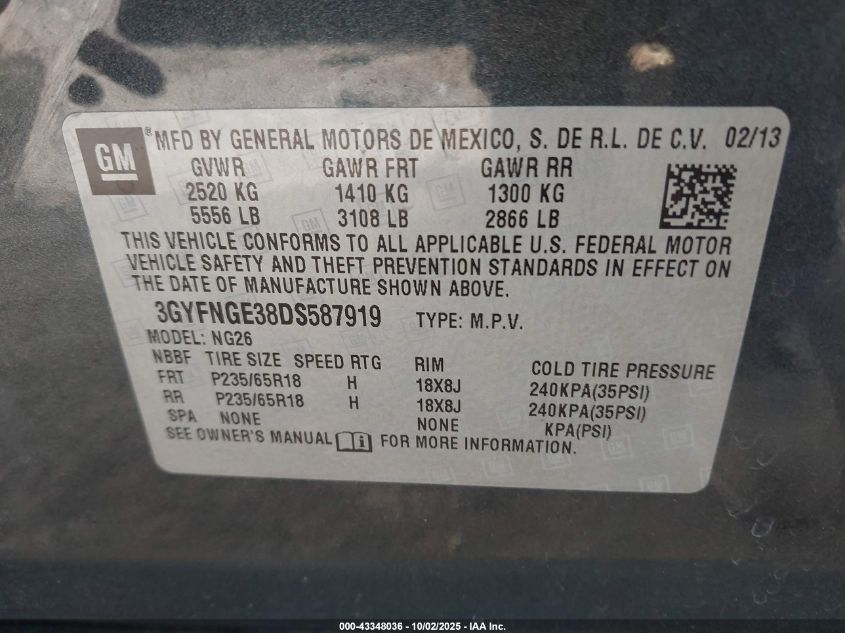 GM
® MFD BY GENERAL MOTORS DE MEXICO, S. DE R.L. DE C.V. 02/13
GVWR GAWR FRT GAWR RR
2520 KG 1410 KG 1300 KG
5556 LB 3108 LB 2866 LB
THIS VEHICLE CONFORMS TO ALL APPLICABLE U.S. FEDERAL MOTOR
VEHICLE SAFETY AND THEFT PREVENTION STANDARDS IN EFFECT ON
THE DATE OF MANUFACTURE SHOWN ABOVE.
3GYFNGE38DS587919 TYPE: M.P.V.
MODEL: NG26
NBBF TIRE SIZE SPEED RTG RIM COLD TIRE PRESSURE
FRT P235/65R18 H 18X8J 240KPA(35PSI)
RR P235/65R18 H 18X8J 240KPA(35PSI)
SPA NONE NONE KPA(PSI)
SEE OWNER'S MANUAL FOR MORE INFORMATION.
000-43348036 - 10/02/2025 - IAA Inc.